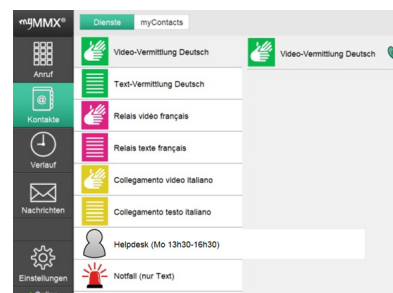 myMMX®
Dienste
myContacts
Anruf
Kontakte
Verlauf
Nachrichten
Einstellungen
Video-Vermittlung Deutsch
Text-Vermittlung Deutsch
Relais vidéo français
Relais texte français
Collegamento video italiano
Collegamento testo italiano
Helpdesk (Mo 13h30-16h30)
Notfall (nur Text)
Video-Vermittlung Deutsch